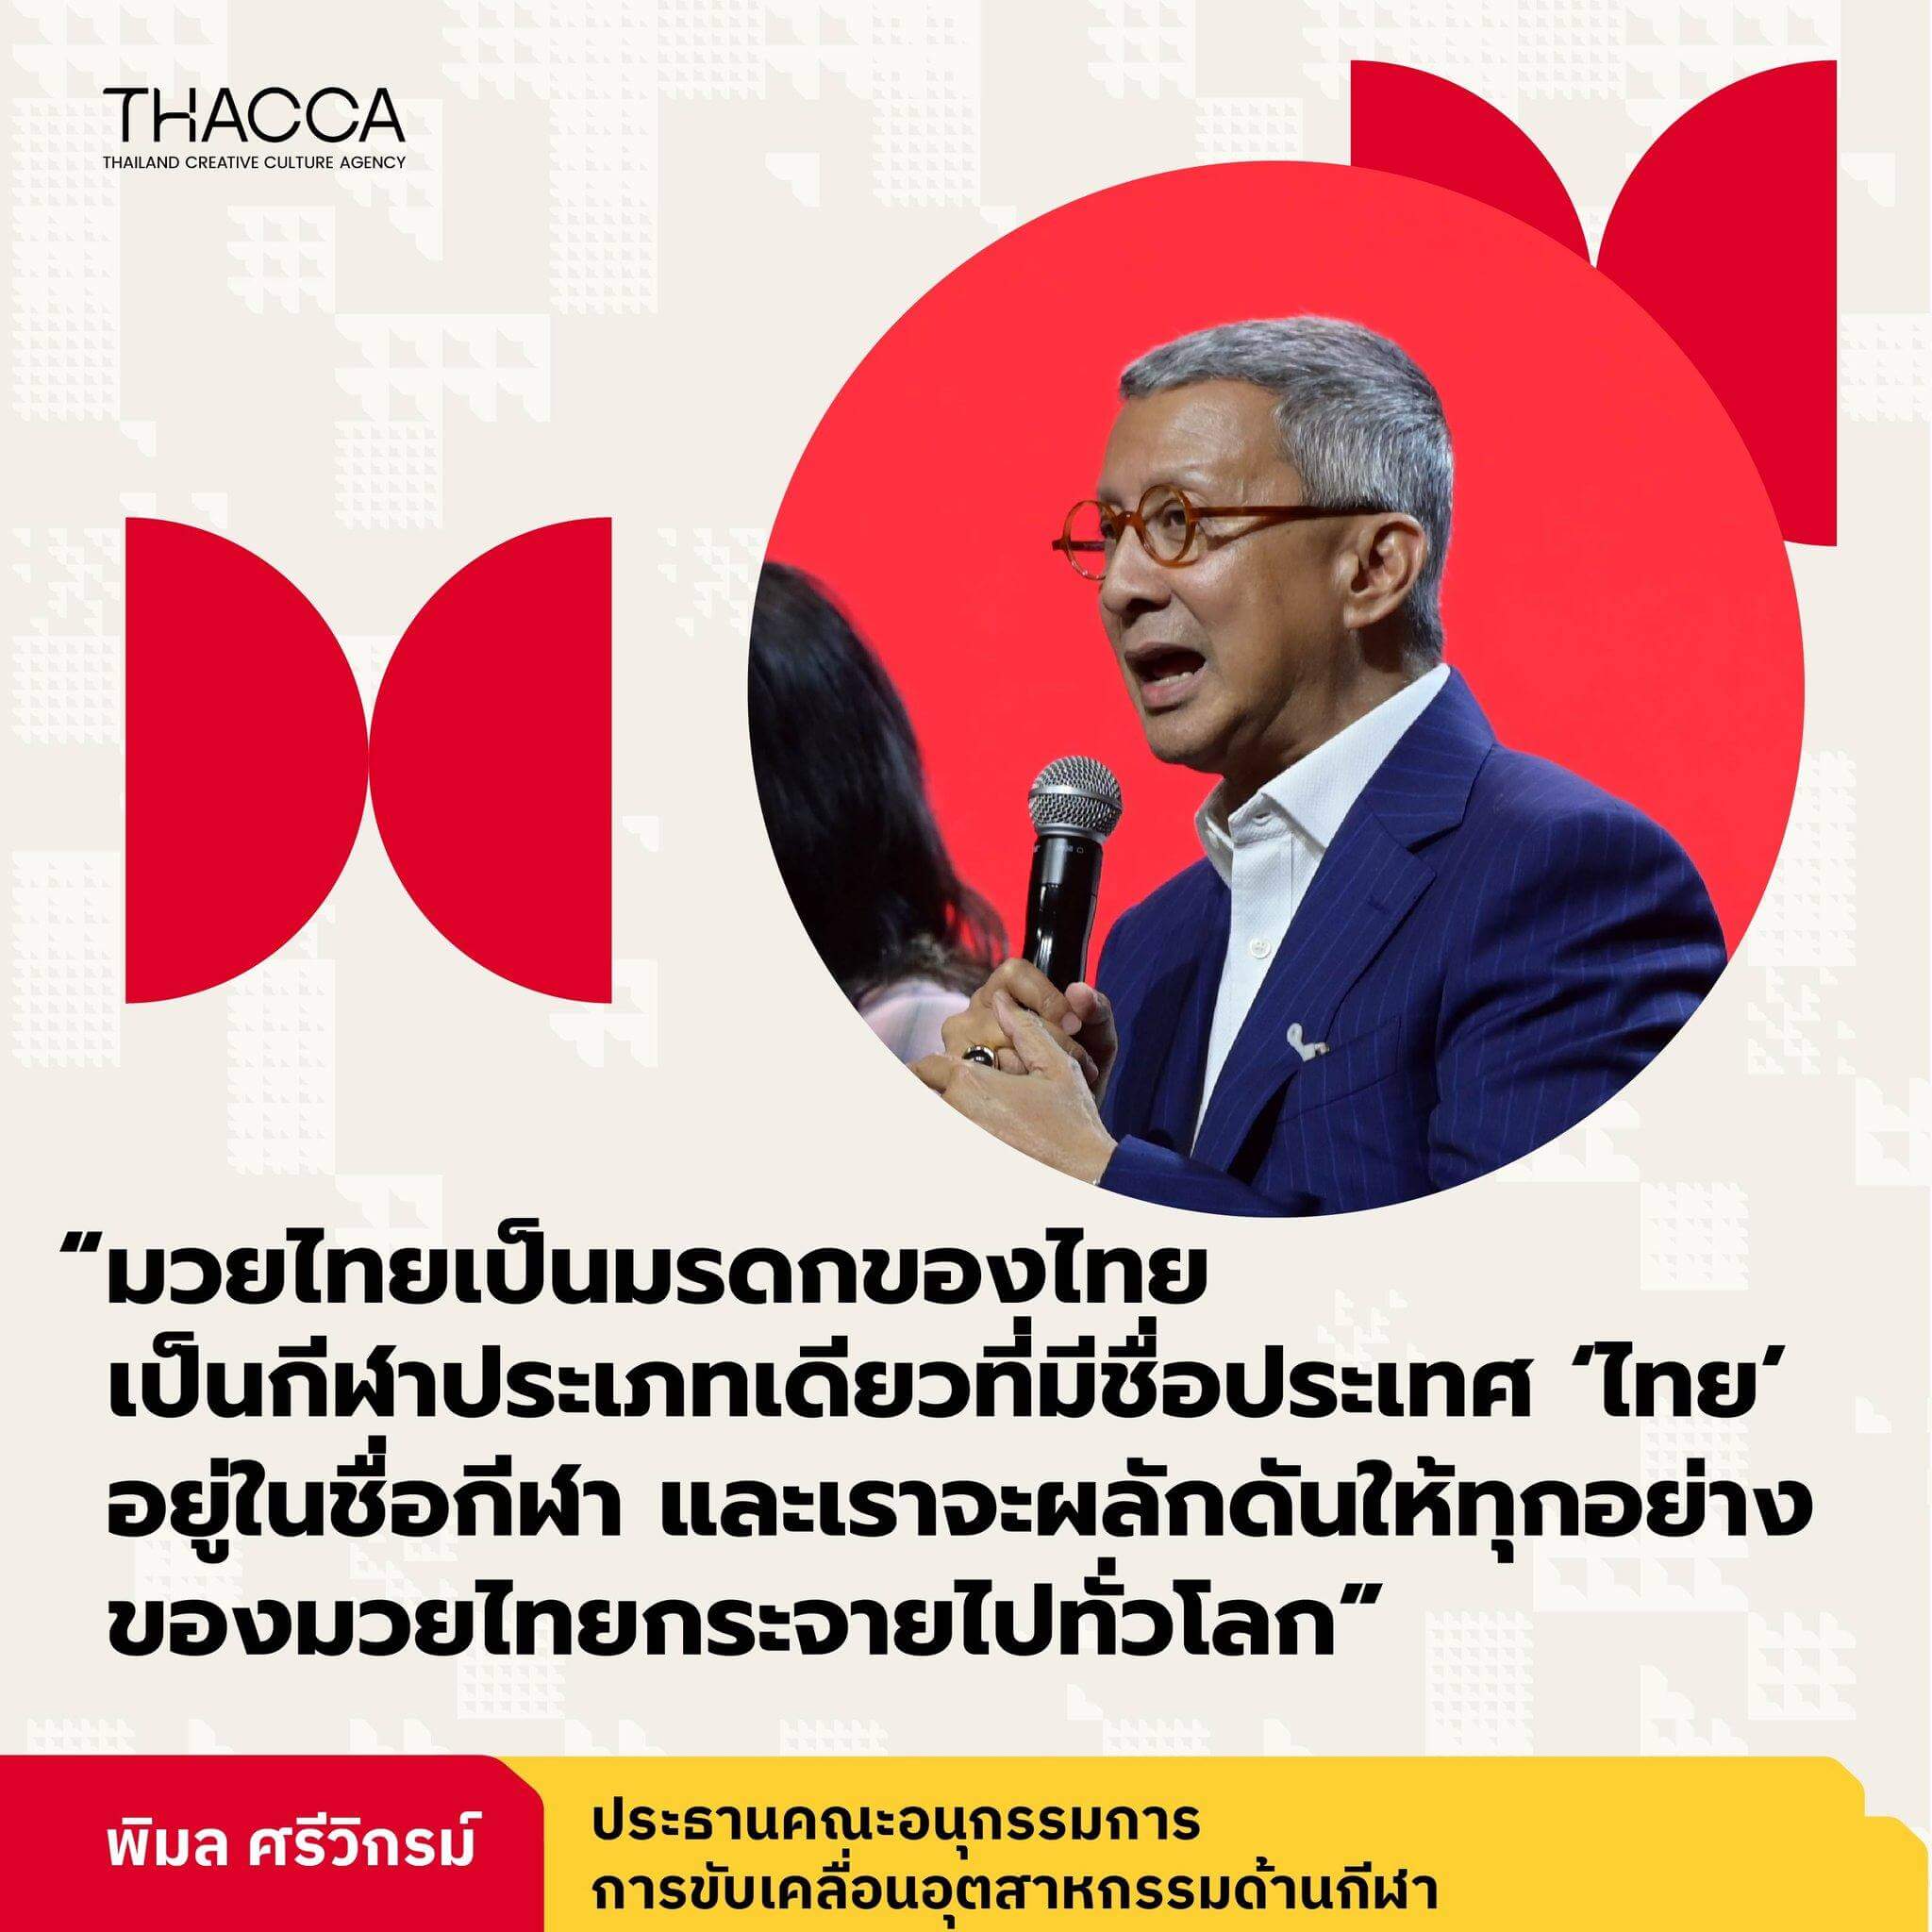 THACCA
THAILAND CREATIVE CULTURE AGENCY
“มวยไทยเป็นมรดกของไทย
เป็นกีฬาประเภทเดียวที่มีชื่อประเทศ ‘ไทย’
อยู่ในชื่อกีฬา และเราจะผลักดันให้ทุกอย่าง
ของมวยไทยกระจายไปทั่วโลก”
พิมล ศรีวิกรม์
ประธานคณะอนุกรรมการ
การขับเคลื่อนอุตสาหกรรมด้านกีฬา